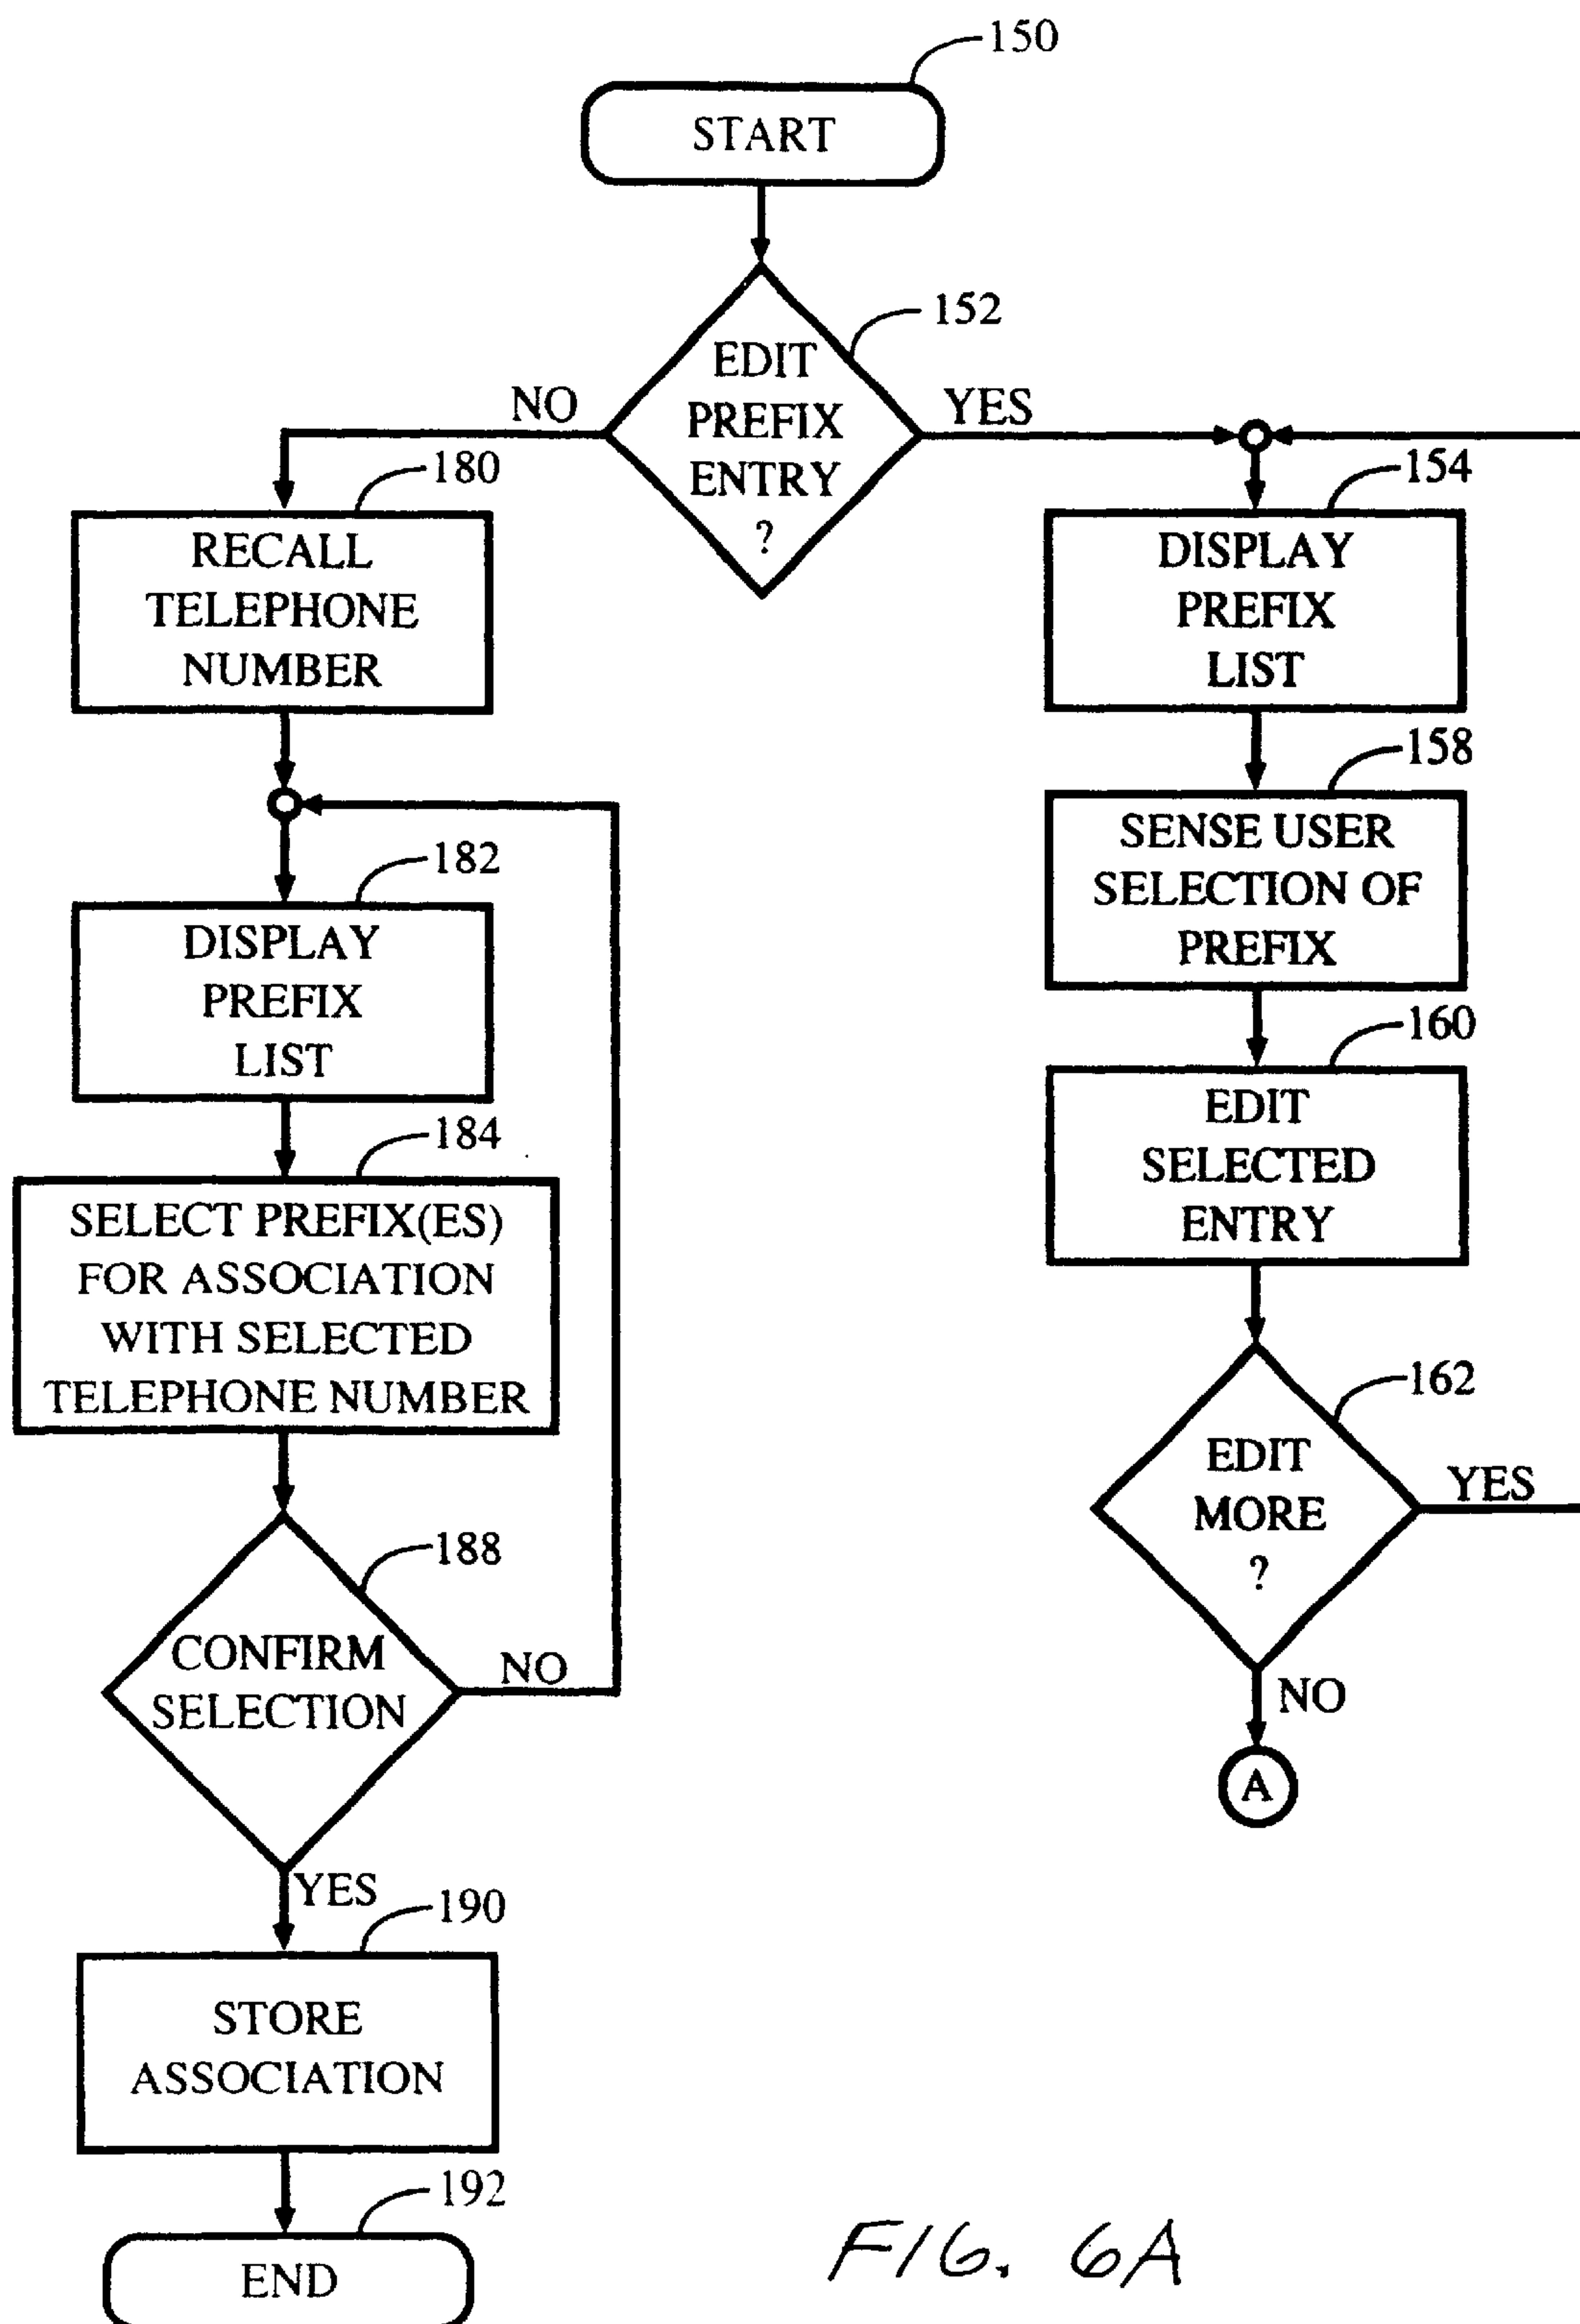 150
START
152
EDIT
PREFIX
ENTRY
?
NO
YES
180
RECALL
TELEPHONE
NUMBER
182
DISPLAY
PREFIX
LIST
184
SELECT PREFIX(ES)
FOR ASSOCIATION
WITH SELECTED
TELEPHONE NUMBER
188
CONFIRM
SELECTION
NO
YES
190
STORE
ASSOCIATION
192
END
154
DISPLAY
PREFIX
LIST
158
SENSE USER
SELECTION OF
PREFIX
160
EDIT
SELECTED
ENTRY
162
EDIT
MORE
?
YES
NO
A
FIG. 6A